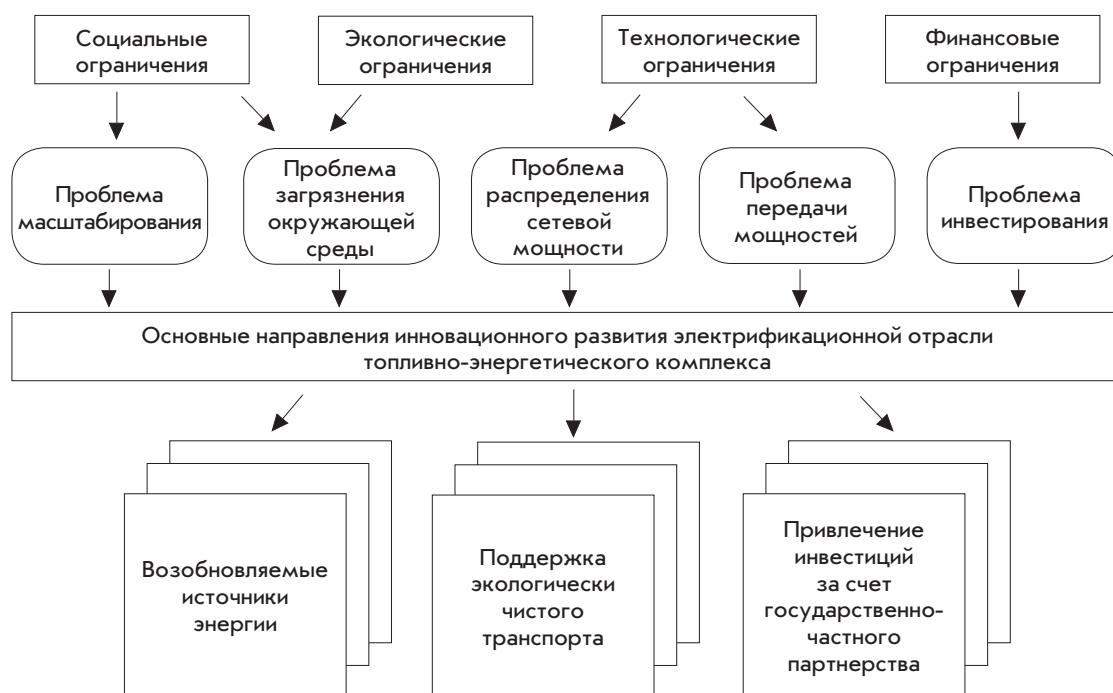 Социальные
ограничения
Экологические
ограничения
Технологические
ограничения
Финансовые
ограничения
Проблема
масштабирования
Проблема
загрязнения
окружающей
среды
Проблема
распределения
сетевой
мощности
Проблема
передачи
мощностей
Проблема
инвестирования
Основные направления инновационного развития электрификационной отрасли
топливно-энергетического комплекса
Возобновляемые
источники
энергии
Поддержка
экологически
чистого
транспорта
Привлечение
инвестиций
за счет
государственно-
частного
партнерства